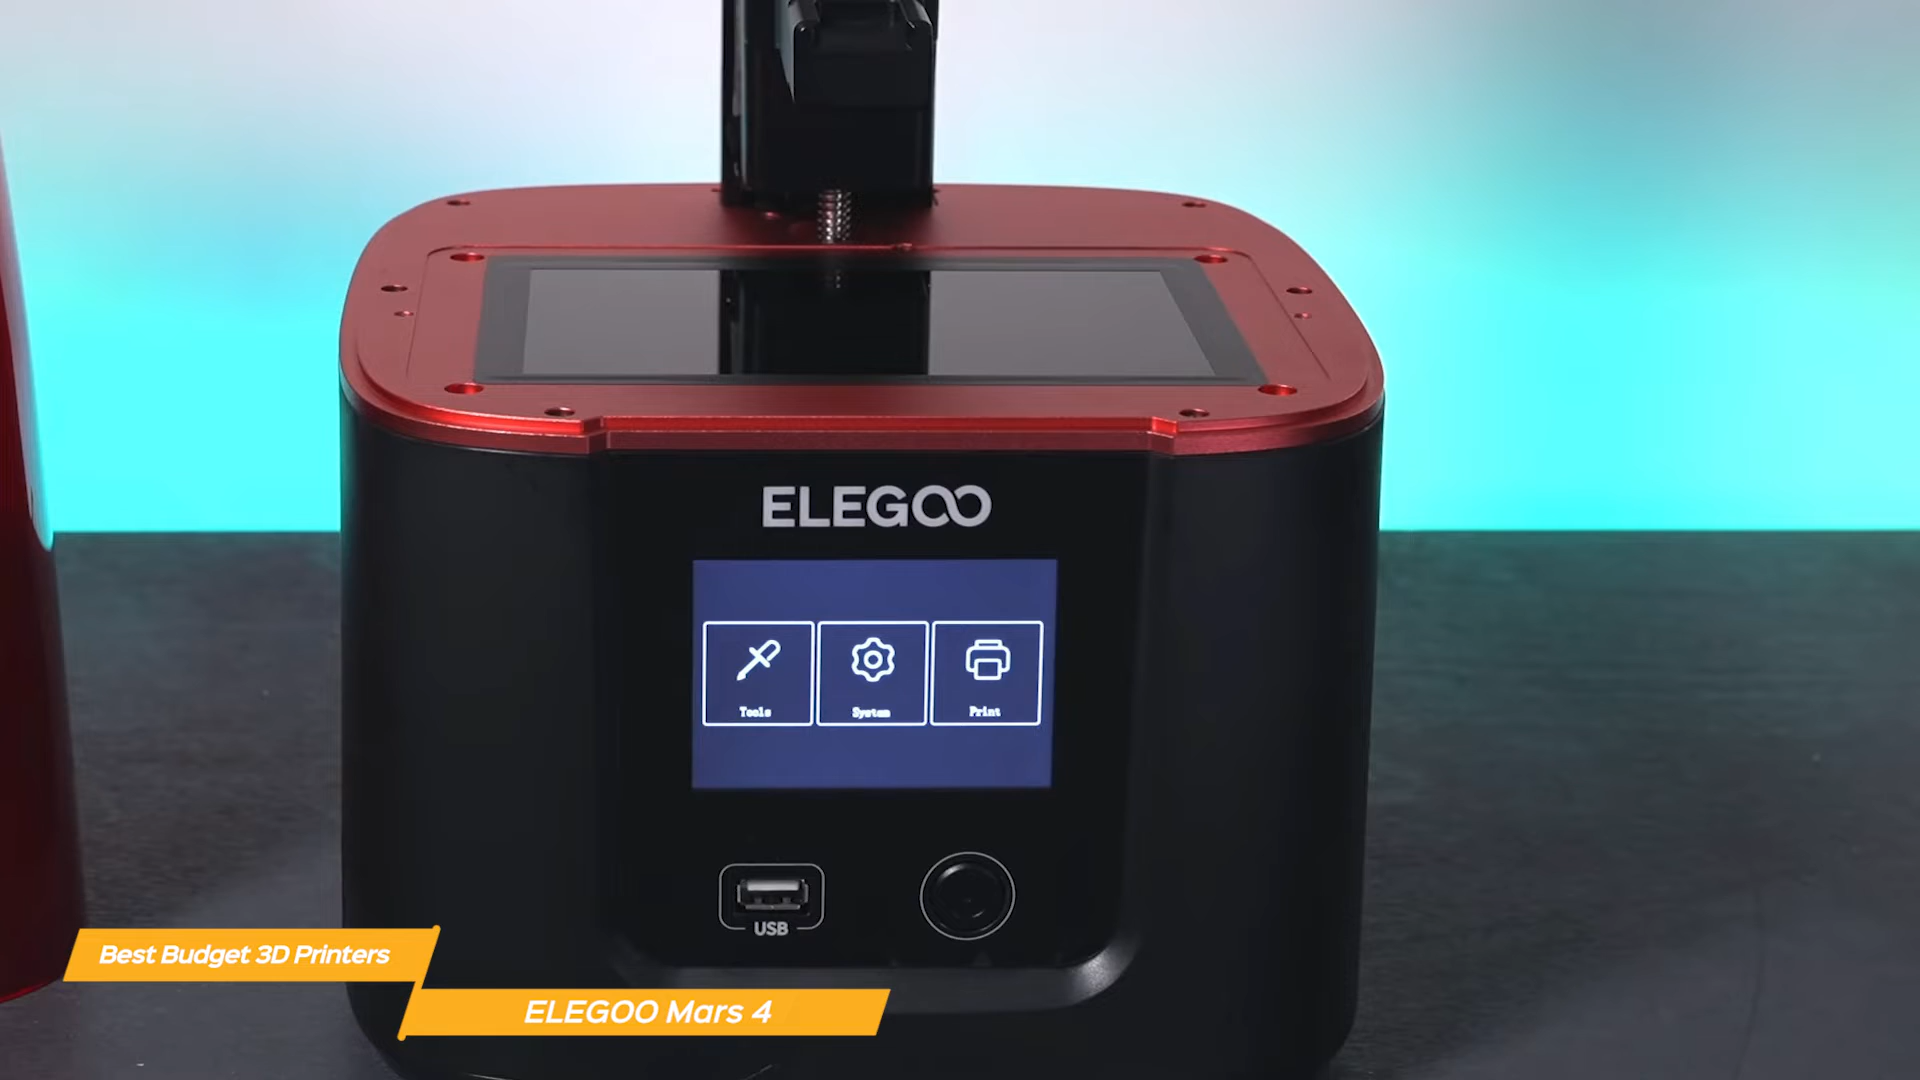 ELEGOO
Tools System Print
USB
Best Budget 3D Printers
ELEGOO Mars 4